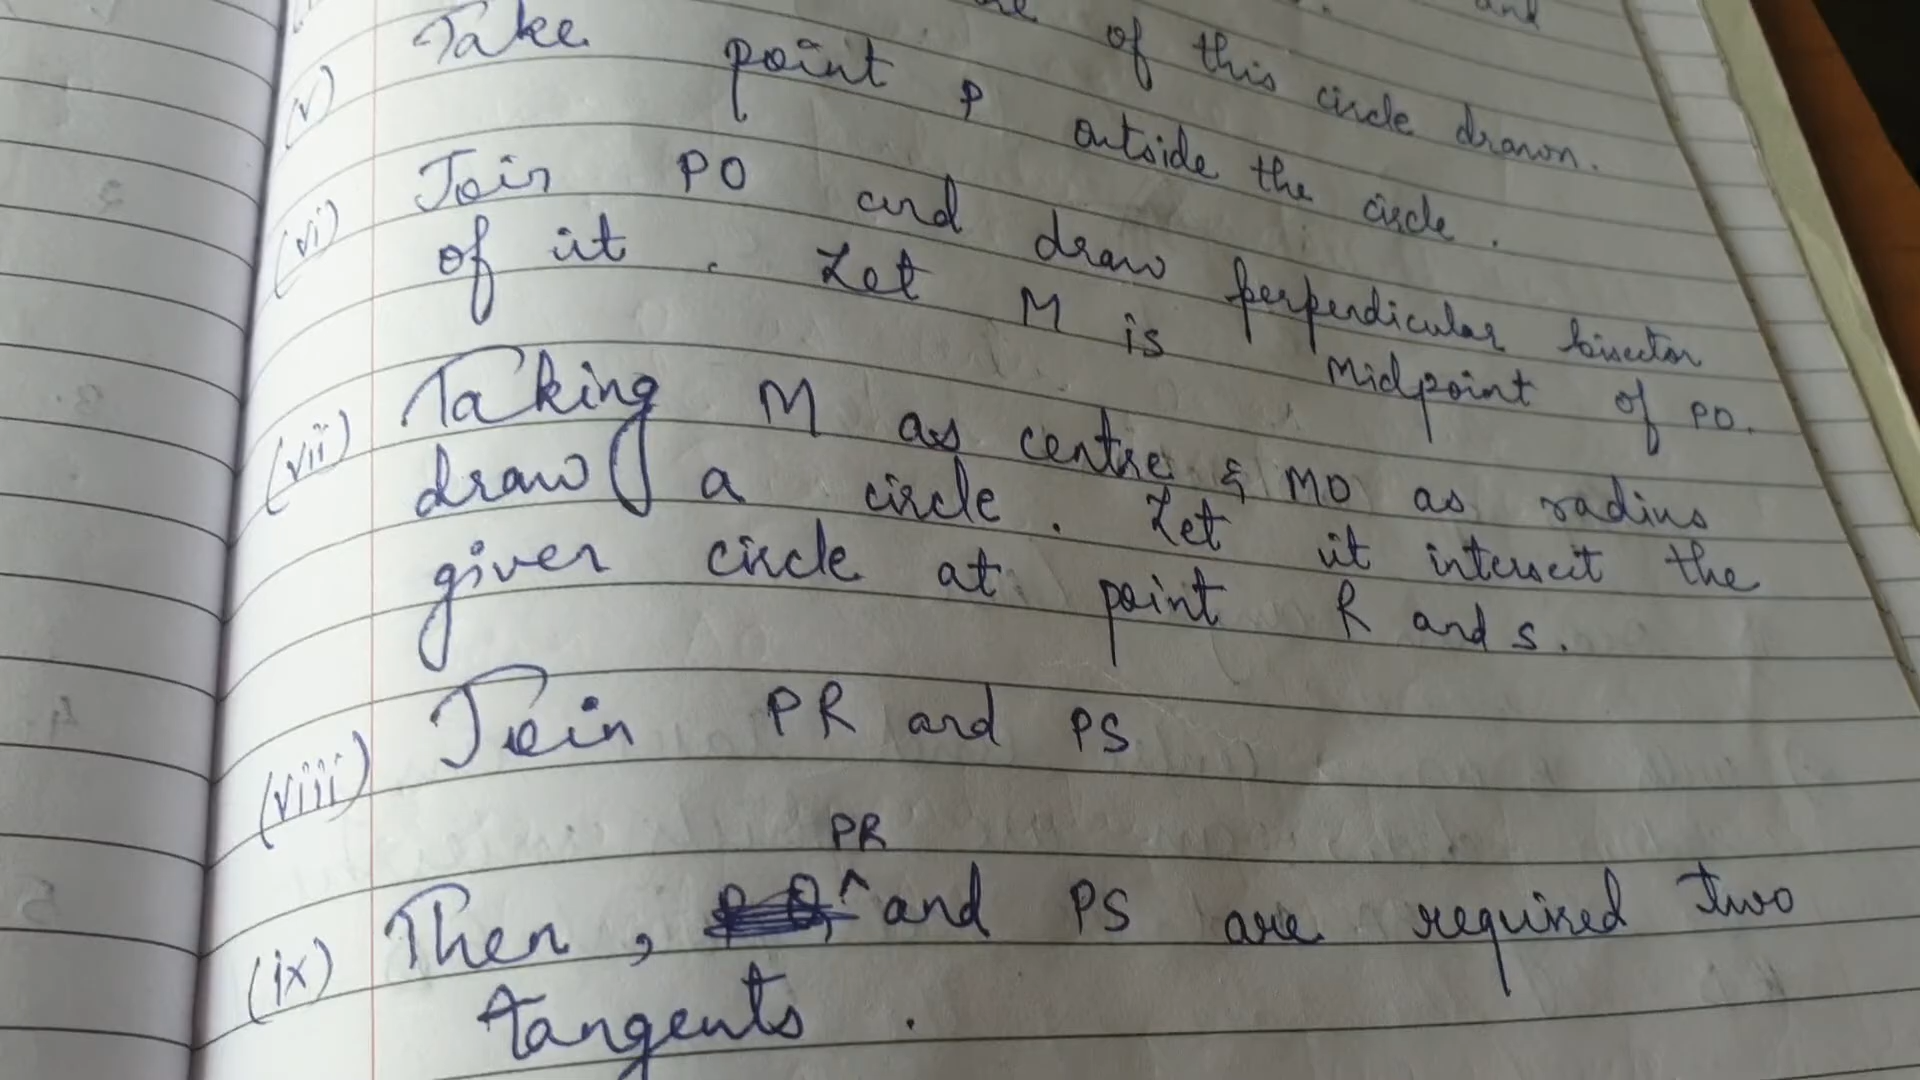 and
of this circle drawn.
(v) Take point P outside the circle.
(vi) Join PO and draw perpendicular bisector
of it. Let M is midpoint of PO.
(vii) Taking M as centre & MO as radius
draw a circle. Let it intersect the
given circle at point R and S.
(viii) Join PR and PS
PR
(ix) Then, ^ and PS are required two
tangents.